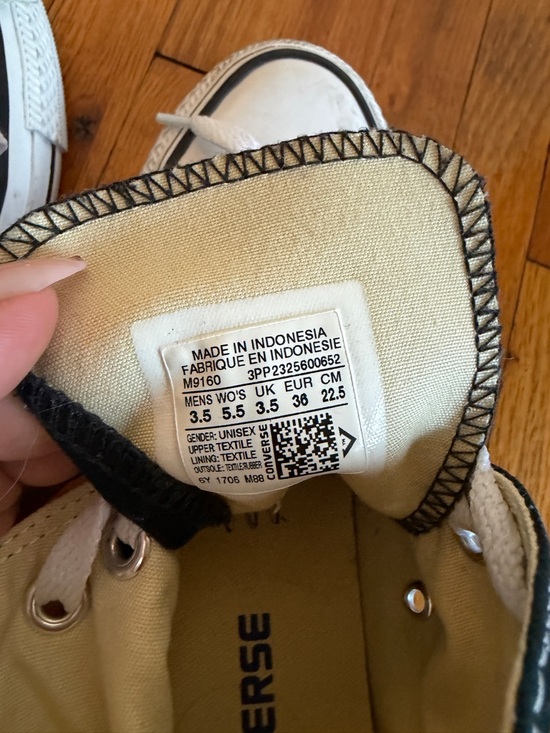 MADE IN INDONESIA
FABRIQUE EN INDONESIE
M9160 3PP2325600652
MENS WO'S UK EUR CM
3.5 5.5 3.5 36 22.5
GENDER: UNISEX
UPPER: TEXTILE
LINING: TEXTILE
OUTSOLE: TEXTILE/RUBBER
SY 1706 M88
CONVERSE
ERSE